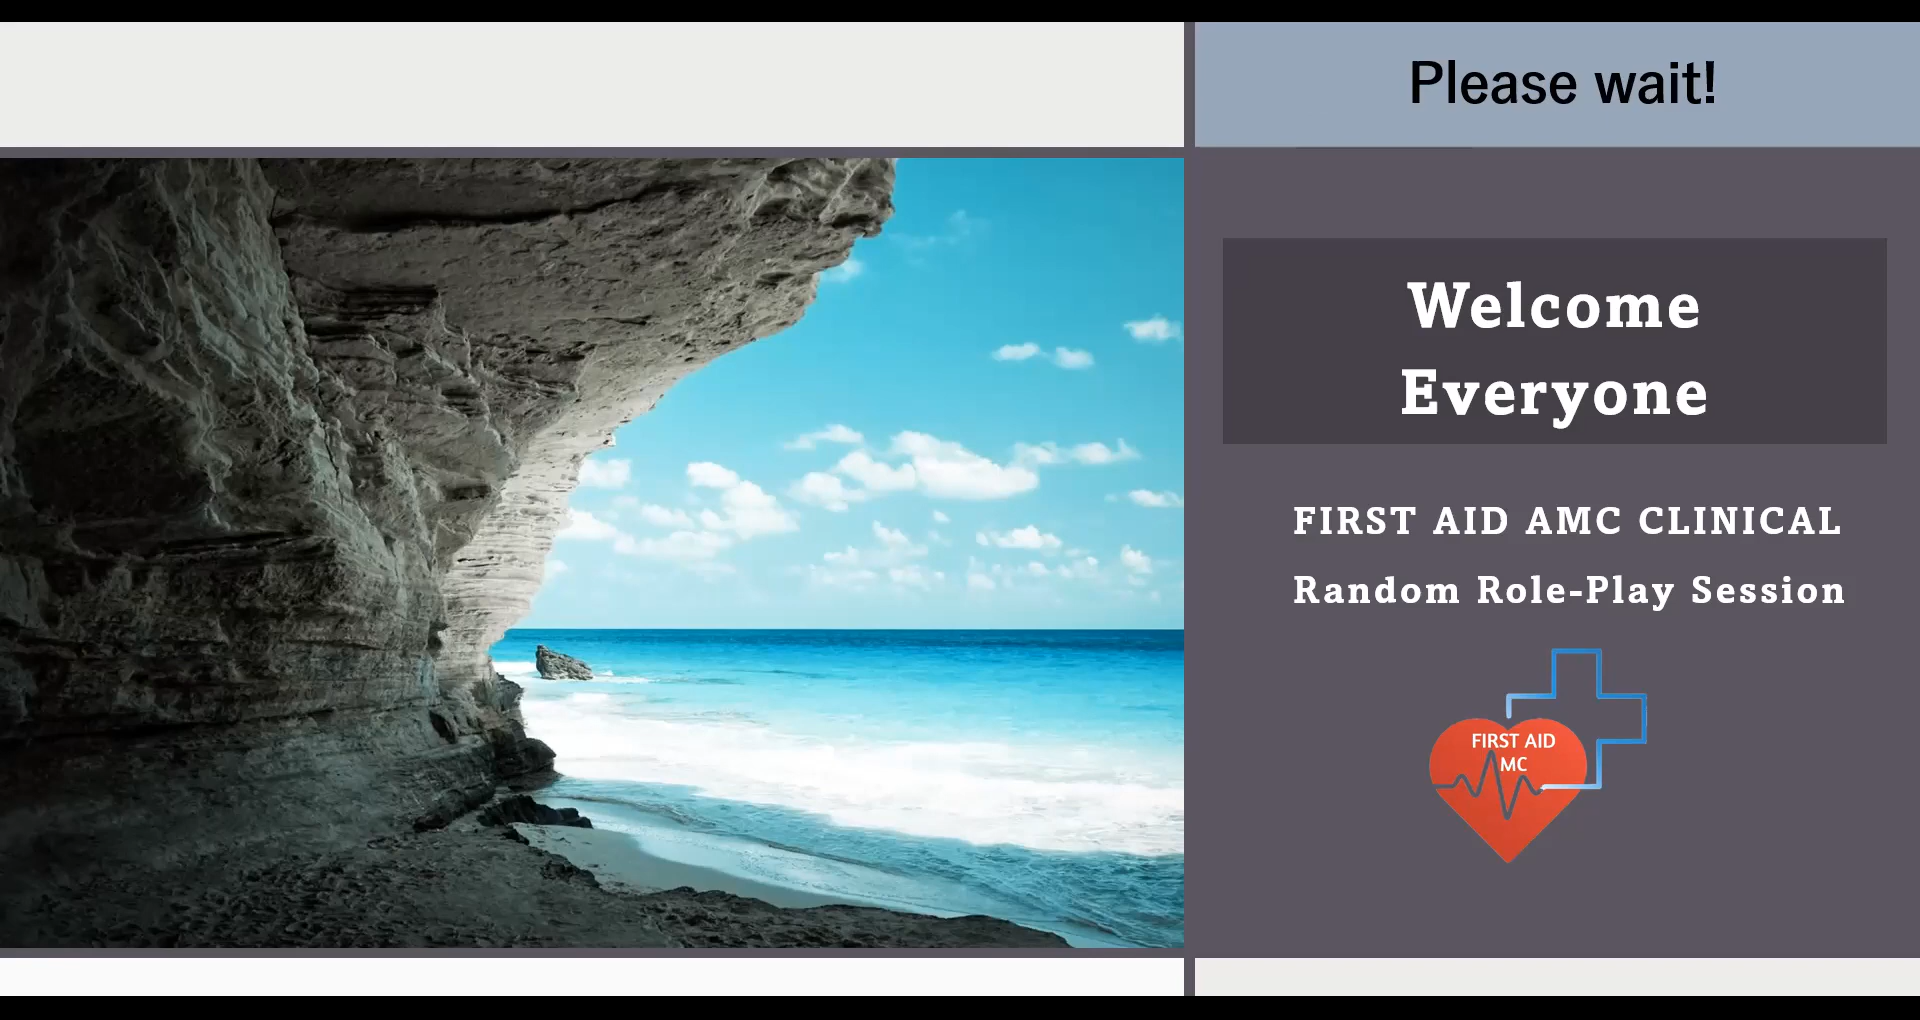 Please wait!
Welcome
Everyone
FIRST AID AMC CLINICAL
Random Role-Play Session
FIRST AID
MC